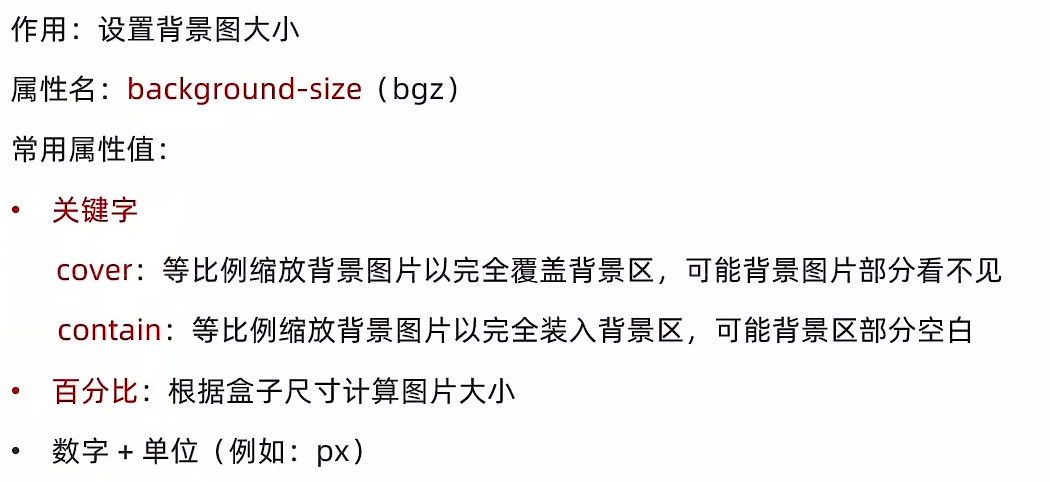 作用：设置背景图大小
属性名：background-size（bgz）
常用属性值：
• 关键字
cover：等比例缩放背景图片以完全覆盖背景区，可能背景图片部分看不见
contain：等比例缩放背景图片以完全装入背景区，可能背景区部分空白
• 百分比：根据盒子尺寸计算图片大小
• 数字 + 单位（例如：px）